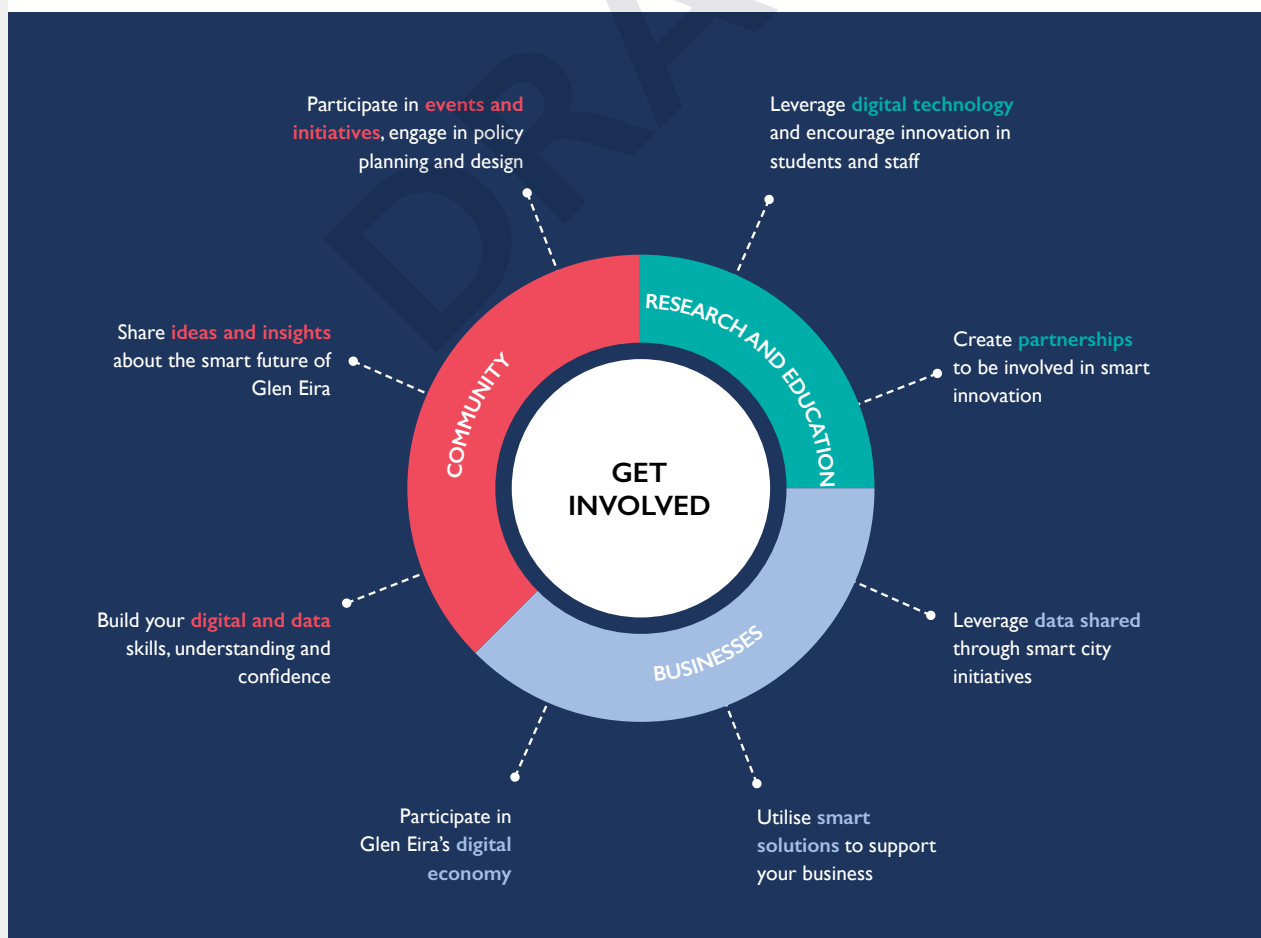 DRA
Participate in events and
initiatives, engage in policy
planning and design
Leverage digital technology
and encourage innovation in
students and staff
Share ideas and insights
about the smart future of
Glen Eira
Create partnerships
to be involved in smart
innovation
COMMUNITY
RESEARCH AND EDUCATION
GET
INVOLVED
BUSINESSES
Build your digital and data
skills, understanding and
confidence
Leverage data shared
through smart city
initiatives
Participate in
Glen Eira's digital
economy
Utilise smart
solutions to support
your business